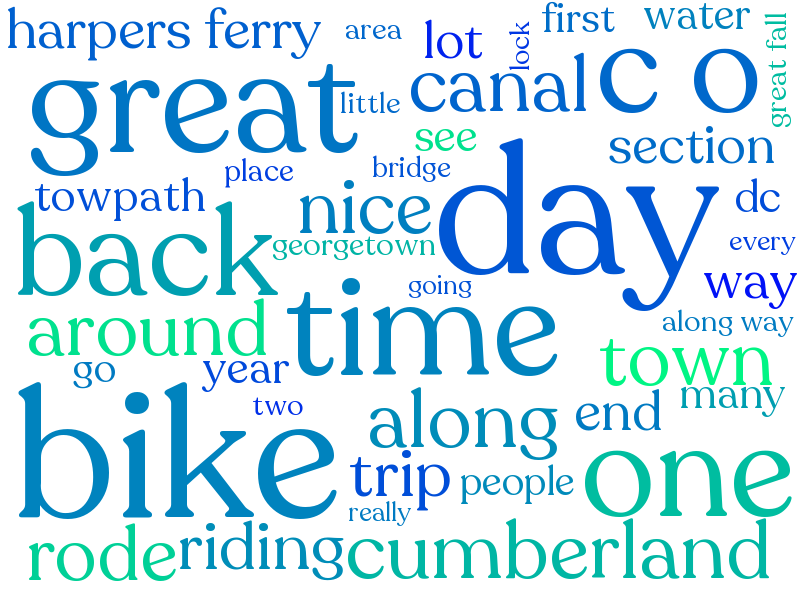 harpers ferry
area
lot
lock
first
water
great fall
great
little
canal
c o
see
section
place
bridge
towpath
nice
day
dc
back
georgetown
every
going
way
around
time
along way
town
go
year
two
many
bike
along
end
trip
people
one
really
rode
riding
cumberland